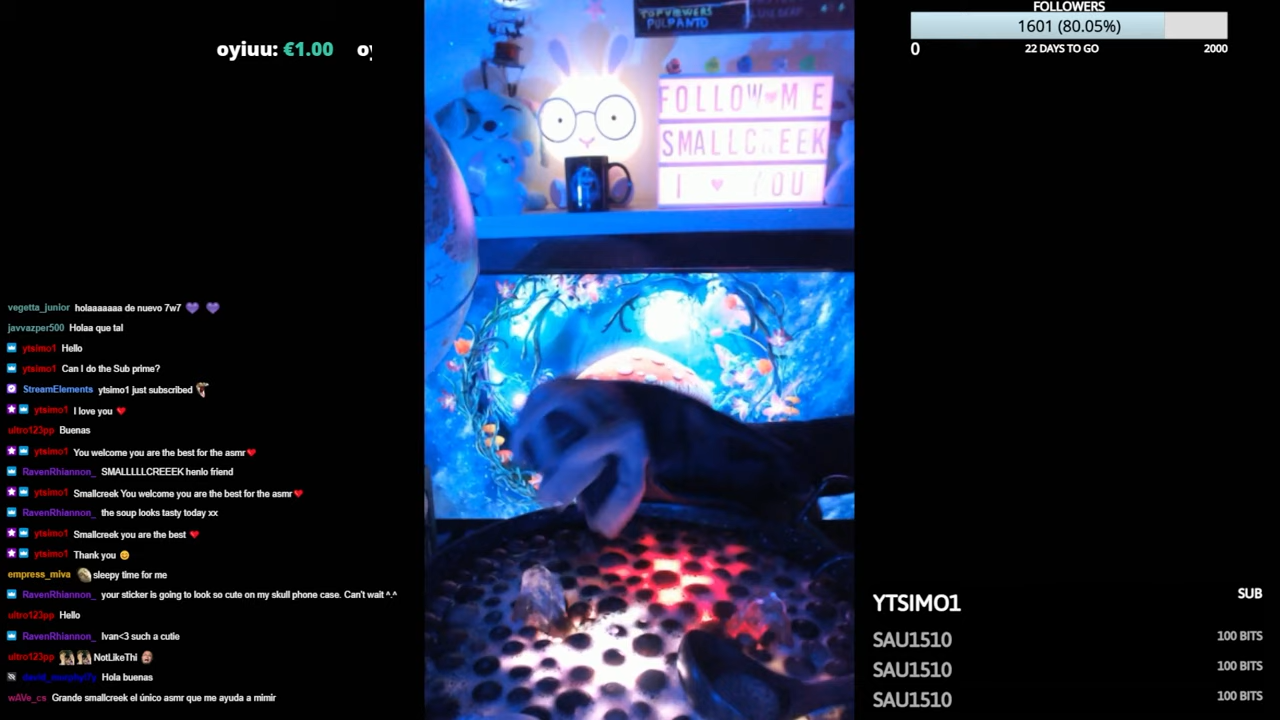 oyiuu: €1.00
FOLLOWERS
1601 (80.05%)
0 22 DAYS TO GO 2000
TOPVIEWERS
PULPANTO
FOLLOW ME
SMALLCREEK
I ♥ YOU
vegetta_junior holaaaaaaa de nuevo 7w7 💜 💜
javvazper500 Holaa que tal
ytsimo1 Hello
ytsimo1 Can I do the Sub prime?
StreamElements ytsimo1 just subscribed
ytsimo1 I love you ❤
ultro123pp Buenas
ytsimo1 You welcome you are the best for the asmr❤
RavenRhiannon_ SMALLLLLCREEEK henlo friend
ytsimo1 Smallcreek You welcome you are the best for the asmr❤
RavenRhiannon_ the soup looks tasty today xx
ytsimo1 Smallcreek you are the best ❤
ytsimo1 Thank you 😊
empress_miva sleepy time for me
RavenRhiannon_ your sticker is going to look so cute on my skull phone case. Can't wait ^.^
ultro123pp Hello
RavenRhiannon_ Ivan<3 such a cutie
ultro123pp NotLikeThi
Hola buenas
wAVe_cs Grande smallcreek el único asmr que me ayuda a mimir
YTSIMO1 SUB
SAU1510 100 BITS
SAU1510 100 BITS
SAU1510 100 BITS